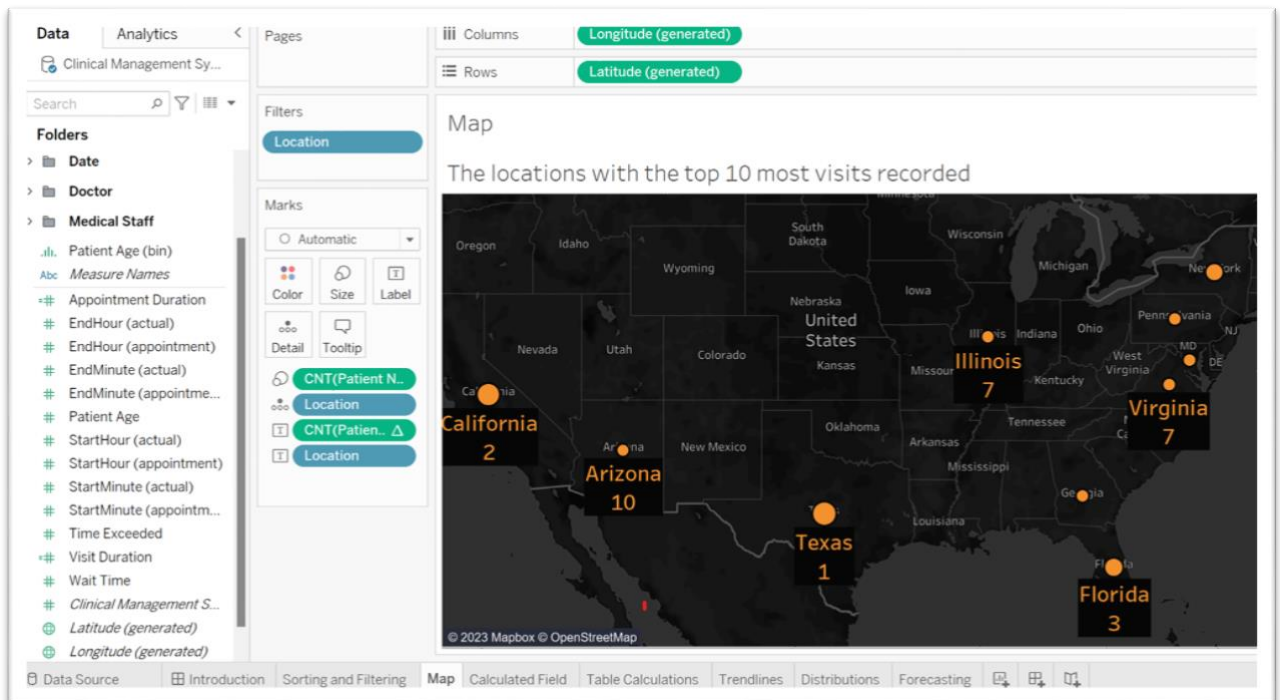 Data Analytics
Clinical Management Sy...
Search
Folders
Date
Doctor
Medical Staff
Patient Age (bin)
Abc Measure Names
Appointment Duration
EndHour (actual)
EndHour (appointment)
EndMinute (actual)
EndMinute (appointme...
Patient Age
StartHour (actual)
StartHour (appointment)
StartMinute (actual)
StartMinute (appointm...
Time Exceeded
Visit Duration
Wait Time
Clinical Management S...
Latitude (generated)
Longitude (generated)
Pages
Filters
Location
Marks
Automatic
Color Size Label
Detail Tooltip
CNT(Patient N..
Location
CNT(Patien.. Δ
Location
Columns Longitude (generated)
Rows Latitude (generated)
Map
The locations with the top 10 most visits recorded
Oregon
Idaho
Wyoming
South
Dakota
Wisconsin
Michigan
Nebraska
Iowa
United
States
Nevada
Utah
Colorado
Kansas
Indiana
Ohio
NJ
MD
DE
West
Virginia
Kentucky
Illinois
7
Virginia
7
California
2
Arizona
10
New Mexico
Oklahoma
Arkansas
Tennessee
Mississippi
Louisiana
Texas
1
Florida
3
© 2023 Mapbox © OpenStreetMap
Data Source Introduction Sorting and Filtering Map Calculated Field Table Calculations Trendlines Distributions Forecasting